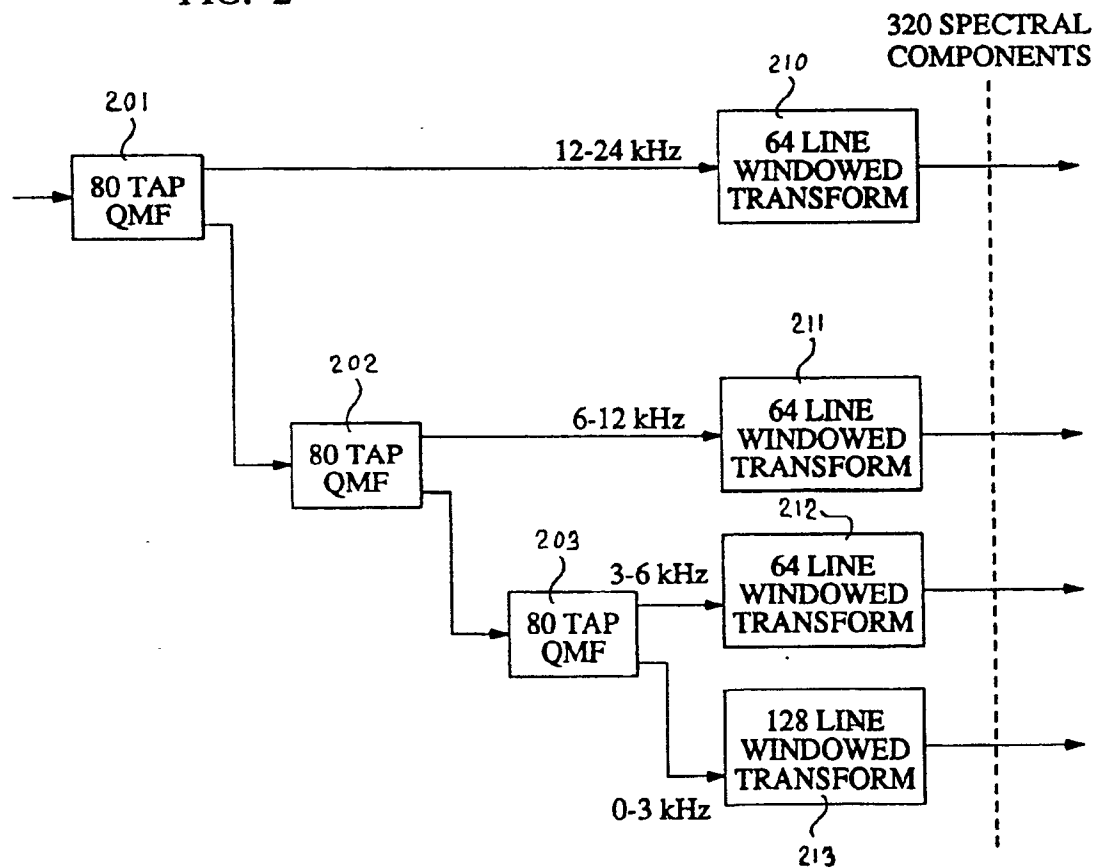 FIG. 2
320 SPECTRAL
COMPONENTS
201
80 TAP
QMF
12-24 kHz
210
64 LINE
WINDOWED
TRANSFORM
202
80 TAP
QMF
6-12 kHz
211
64 LINE
WINDOWED
TRANSFORM
203
80 TAP
QMF
3-6 kHz
212
64 LINE
WINDOWED
TRANSFORM
0-3 kHz
128 LINE
WINDOWED
TRANSFORM
213